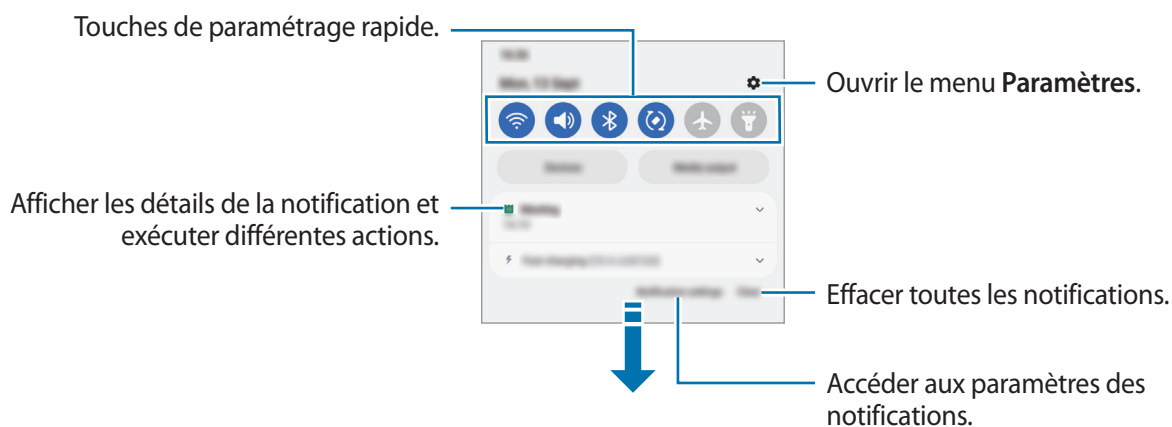 Touches de paramétrage rapide.
Ouvrir le menu Paramètres.
Afficher les détails de la notification et
exécuter différentes actions.
Effacer toutes les notifications.
Accéder aux paramètres des
notifications.